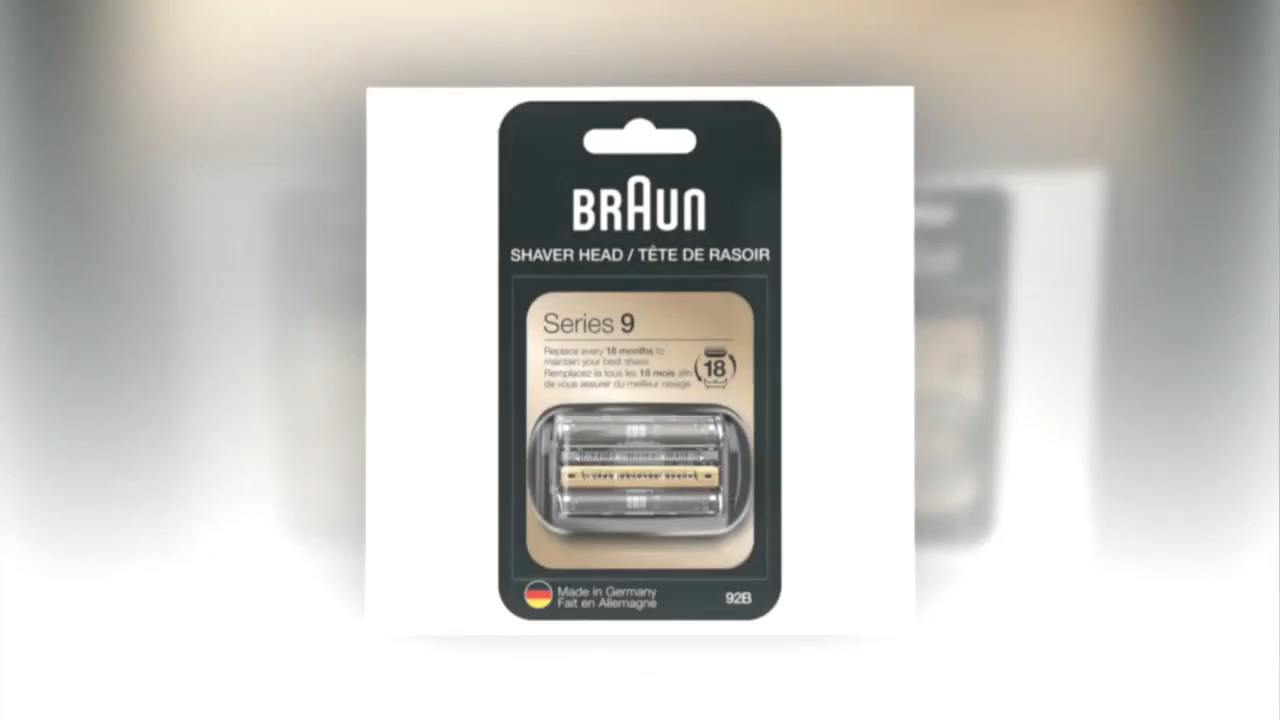 BRAUN
SHAVER HEAD / TÊTE DE RASOIR
Series 9
Replace every 18 months to
maintain your best shave
Remplacez-la tous les 18 mois afin
de vous assurer du meilleur rasage
18
Made in Germany
Fait en Allemagne
92B